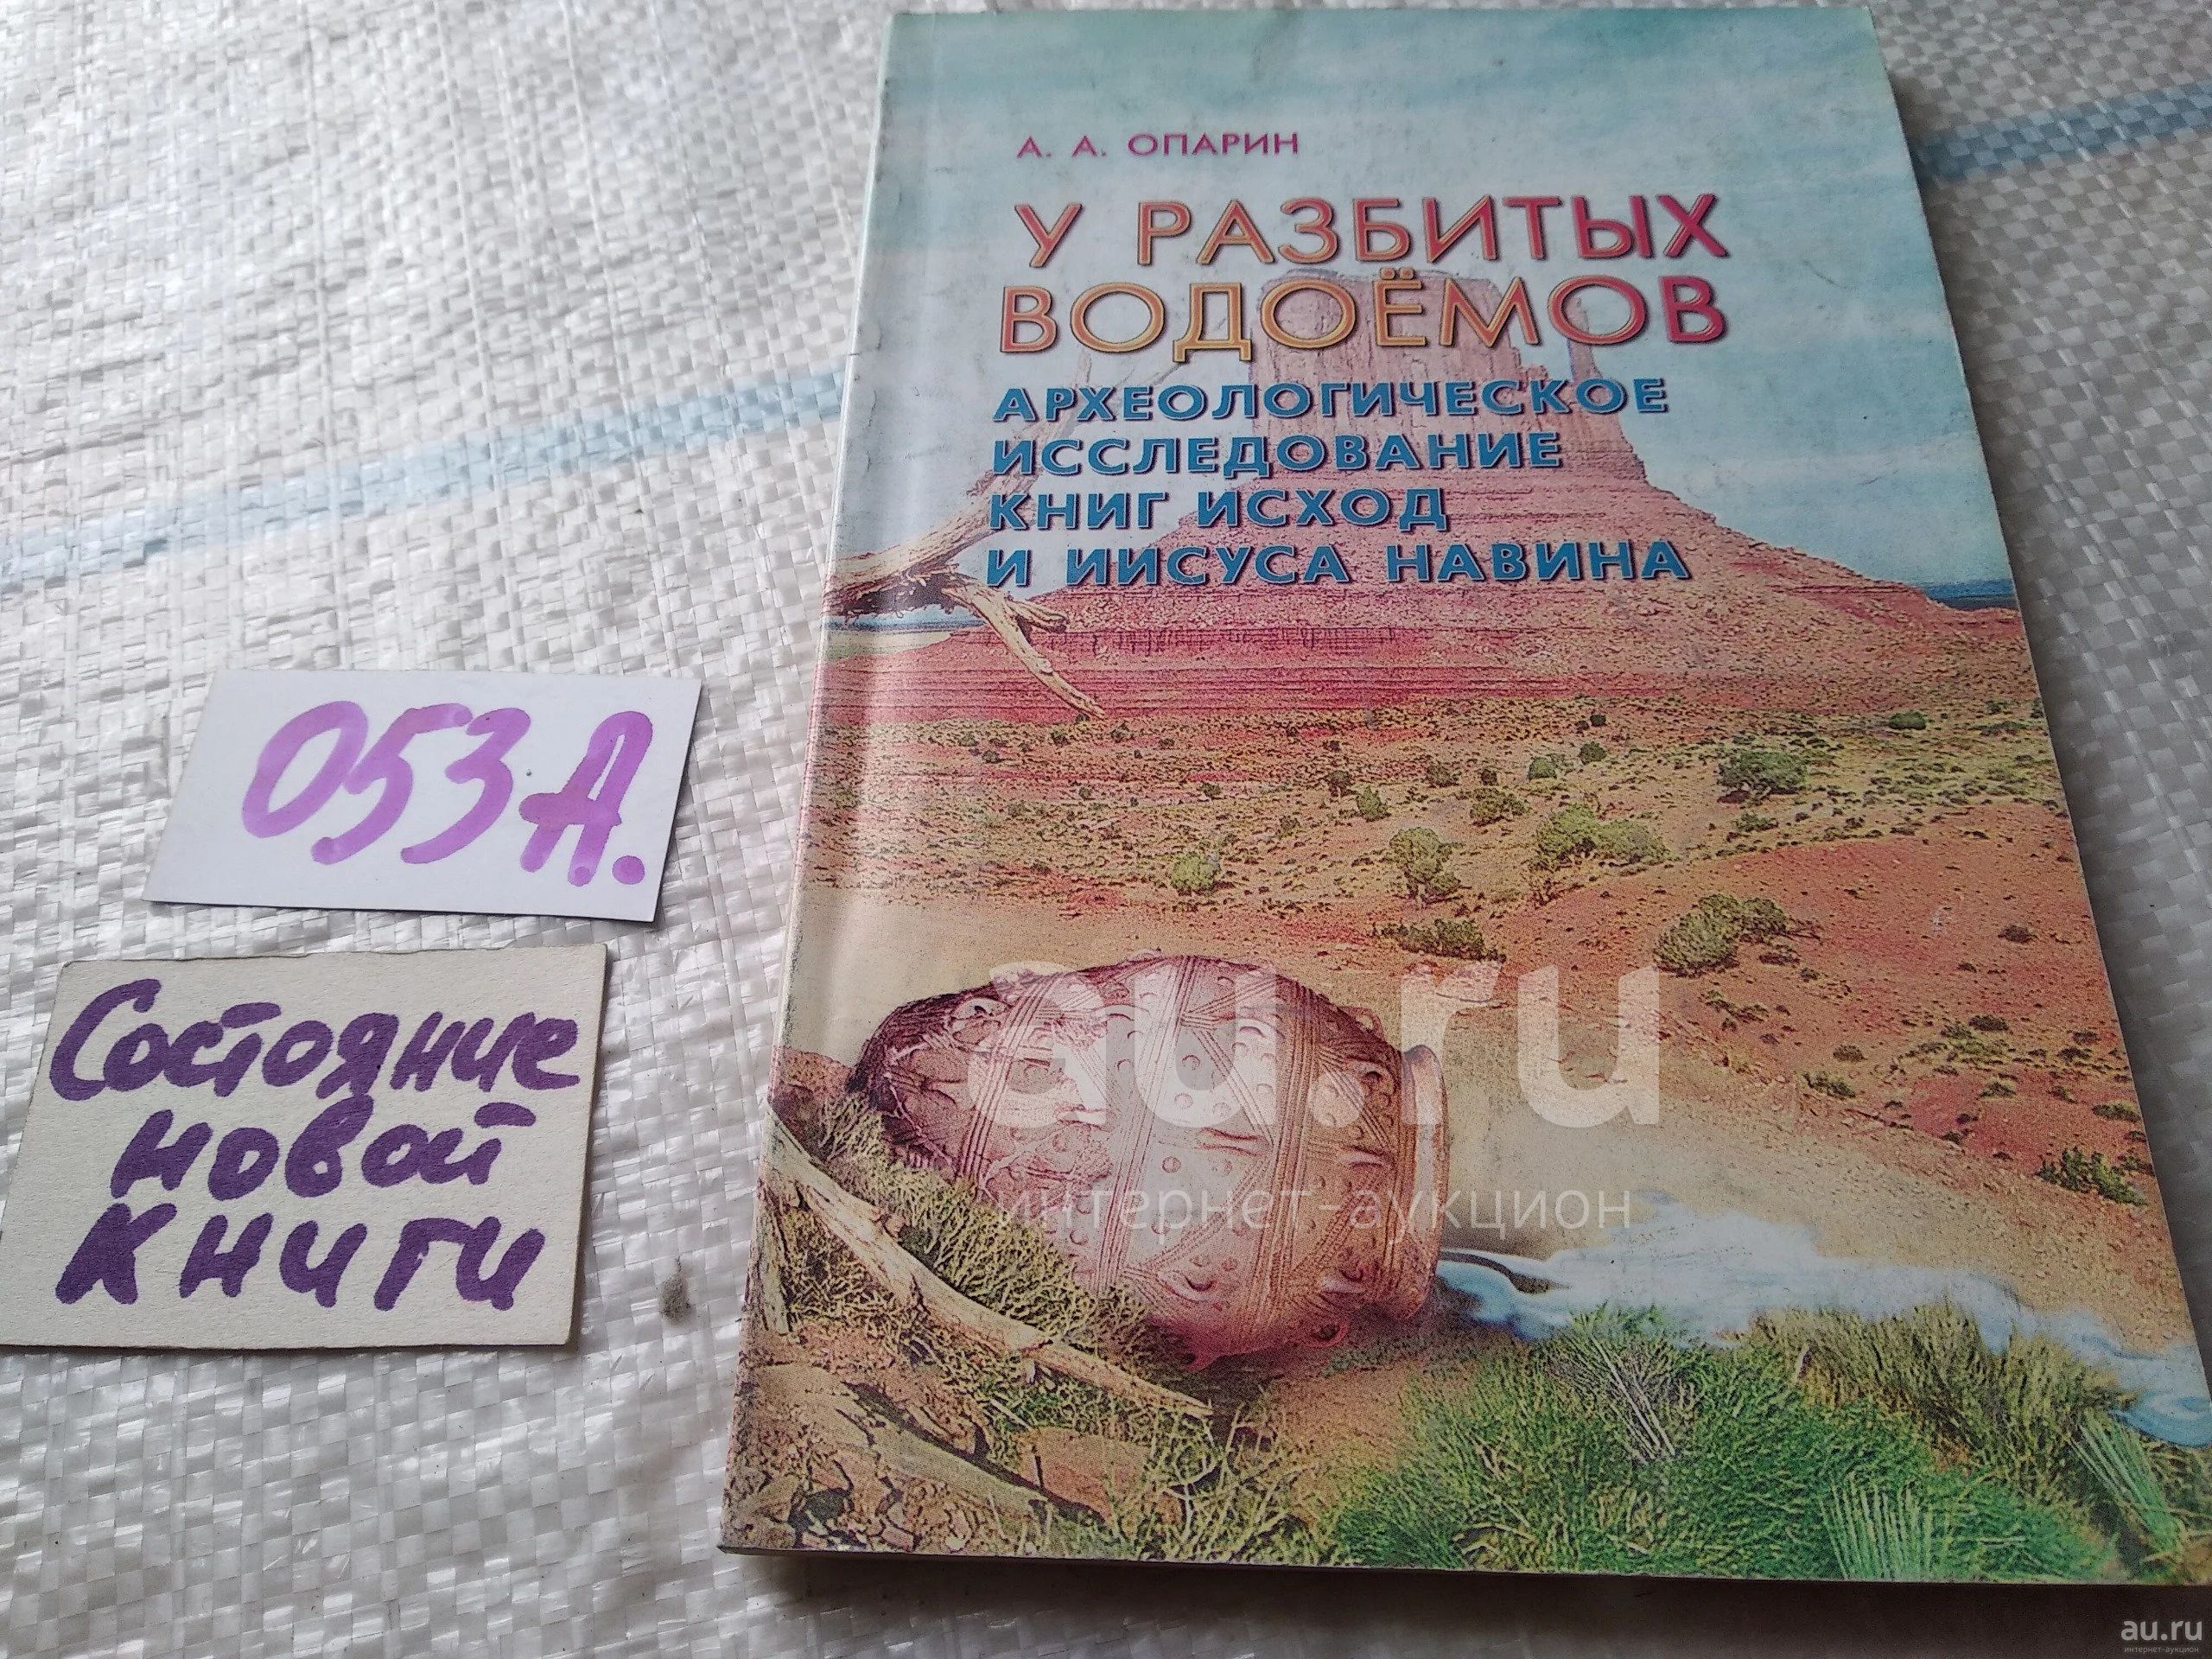 А. А. ОПАРИН
У РАЗБИТЫХ
ВОДОЁМОВ
АРХЕОЛОГИЧЕСКОЕ
ИССЛЕДОВАНИЕ
КНИГ ИСХОД
И ИИСУСА НАВИНА
053А.
Состояние
новой
книги
au.ru
интернет-аукцион
au.ru
интернет-аукцион